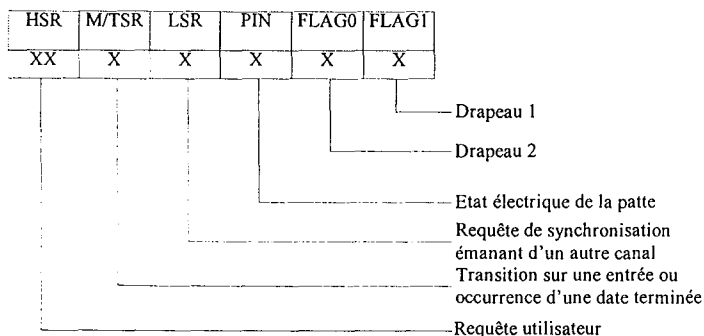 HSR M/TSR LSR PIN FLAG0 FLAG1
XX X X X X X
Drapeau 1
Drapeau 2
Etat électrique de la patte
Requête de synchronisation
émanant d'un autre canal
Transition sur une entrée ou
occurrence d'une date terminée
Requête utilisateur